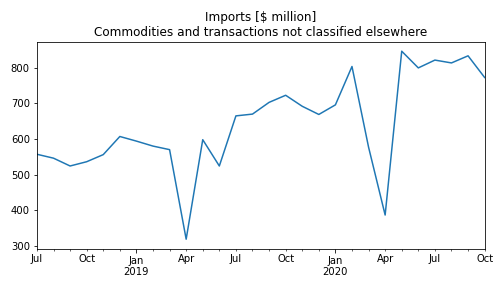 Imports [$ million]
Commodities and transactions not classified elsewhere
800
700
600
500
400
300
Jul Oct Jan Apr Jul Oct Jan Apr Jul Oct
2019 2020